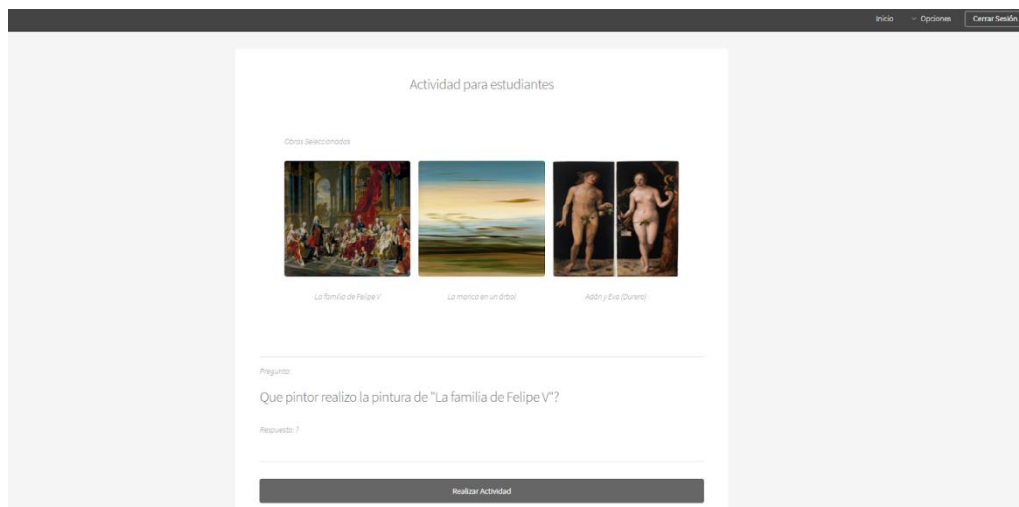 Inicio
Opciones
Cerrar Sesión
Actividad para estudiantes
Obras Seleccionadas
La familia de Felipe V
La marica en un árbol
Adán y Eva (Durero)
Pregunta:
Que pintor realizo la pintura de "La familia de Felipe V"?
Respuesta: ?
Realizar Actividad